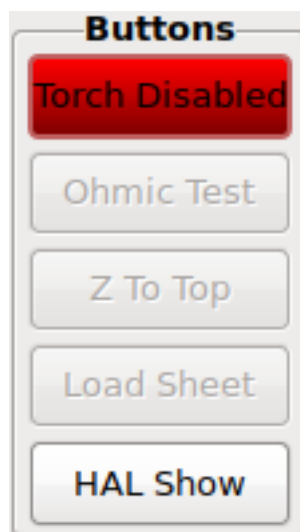 Buttons
Torch Disabled
Ohmic Test
Z To Top
Load Sheet
HAL Show